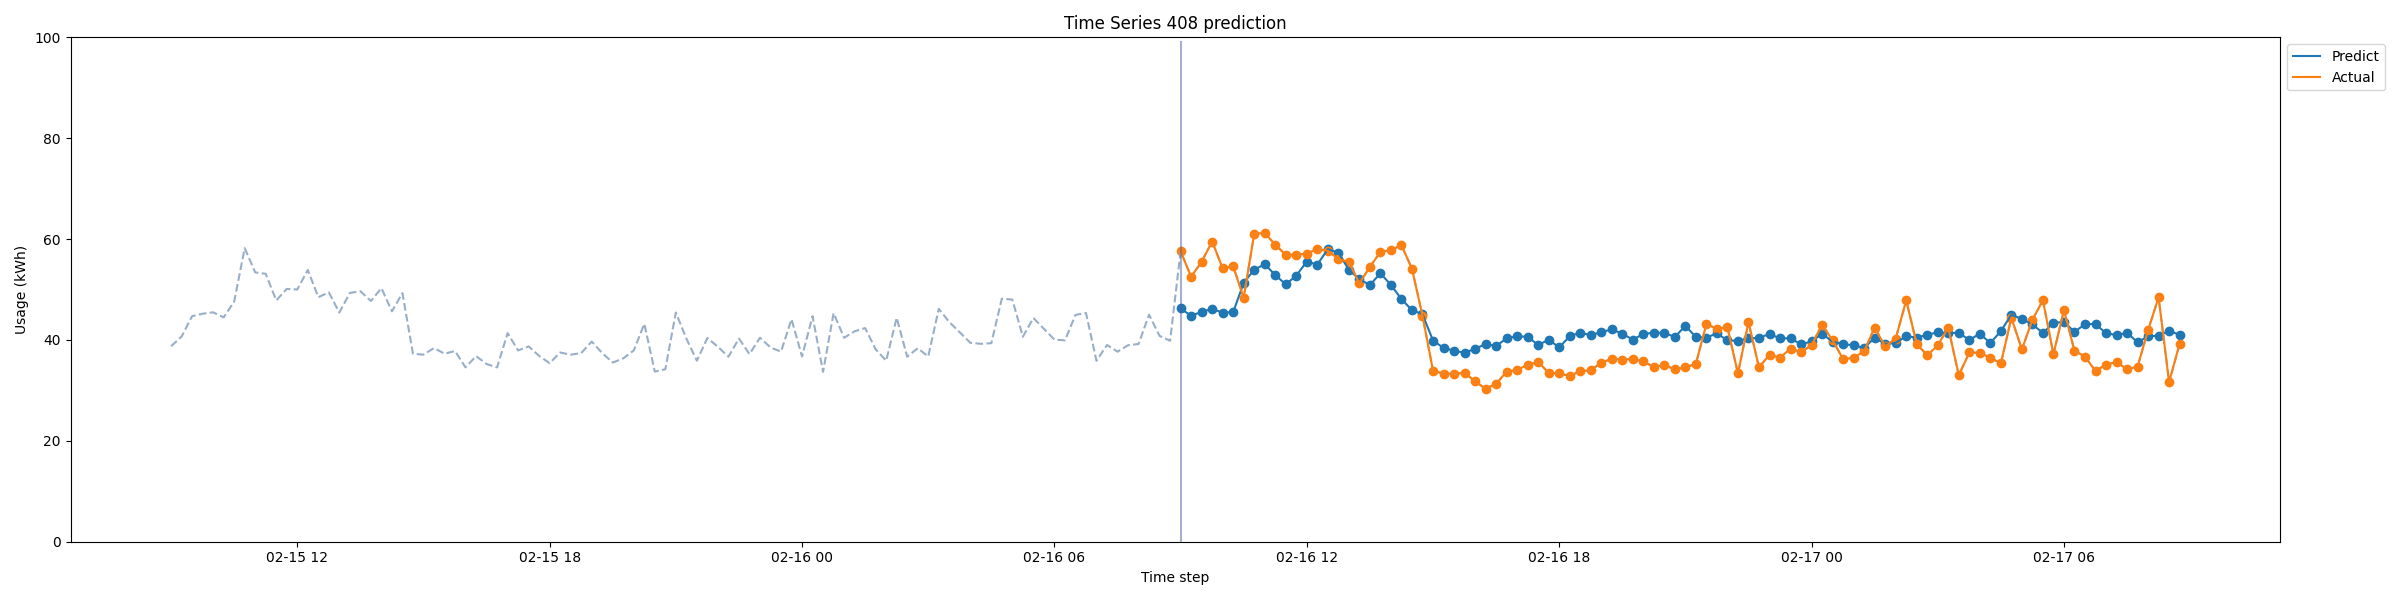 Time Series 408 prediction
100
80
60
40
20
0
Usage (kWh)
02-15 12
02-15 18
02-16 00
02-16 06
02-16 12
02-16 18
02-17 00
02-17 06
Time step
Predict
Actual